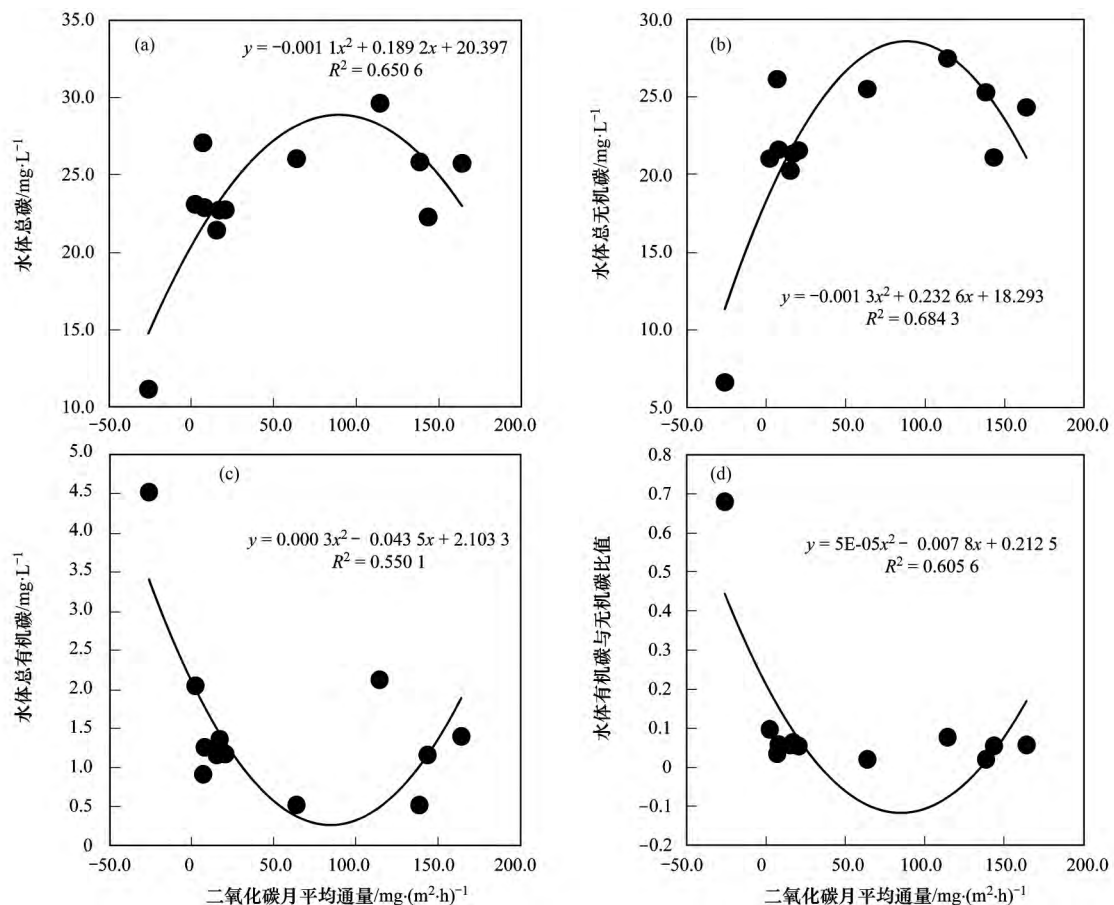 35.0
30.0
25.0
20.0
15.0
10.0
水体总碳/mg·L⁻¹
(a)
y = −0.001 1x² + 0.189 2x + 20.397
R² = 0.650 6
−50.0 0 50.0 100.0 150.0 200.0
30.0
25.0
20.0
15.0
10.0
5.0
水体总无机碳/mg·L⁻¹
(b)
y = −0.001 3x² + 0.232 6x + 18.293
R² = 0.684 3
−50.0 0 50.0 100.0 150.0 200.0
5.0
4.5
4.0
3.5
3.0
2.5
2.0
1.5
1.0
0.5
0
水体总有机碳/mg·L⁻¹
(c)
y = 0.000 3x² − 0.043 5x + 2.103 3
R² = 0.550 1
−50.0 0 50.0 100.0 150.0 200.0
二氧化碳月平均通量/mg·(m²·h)⁻¹
0.8
0.7
0.6
0.5
0.4
0.3
0.2
0.1
0
−0.1
−0.2
水体有机碳与无机碳比值
(d)
y = 5E-05x² − 0.007 8x + 0.212 5
R² = 0.605 6
−50.0 0 50.0 100.0 150.0 200.0
二氧化碳月平均通量/mg·(m²·h)⁻¹